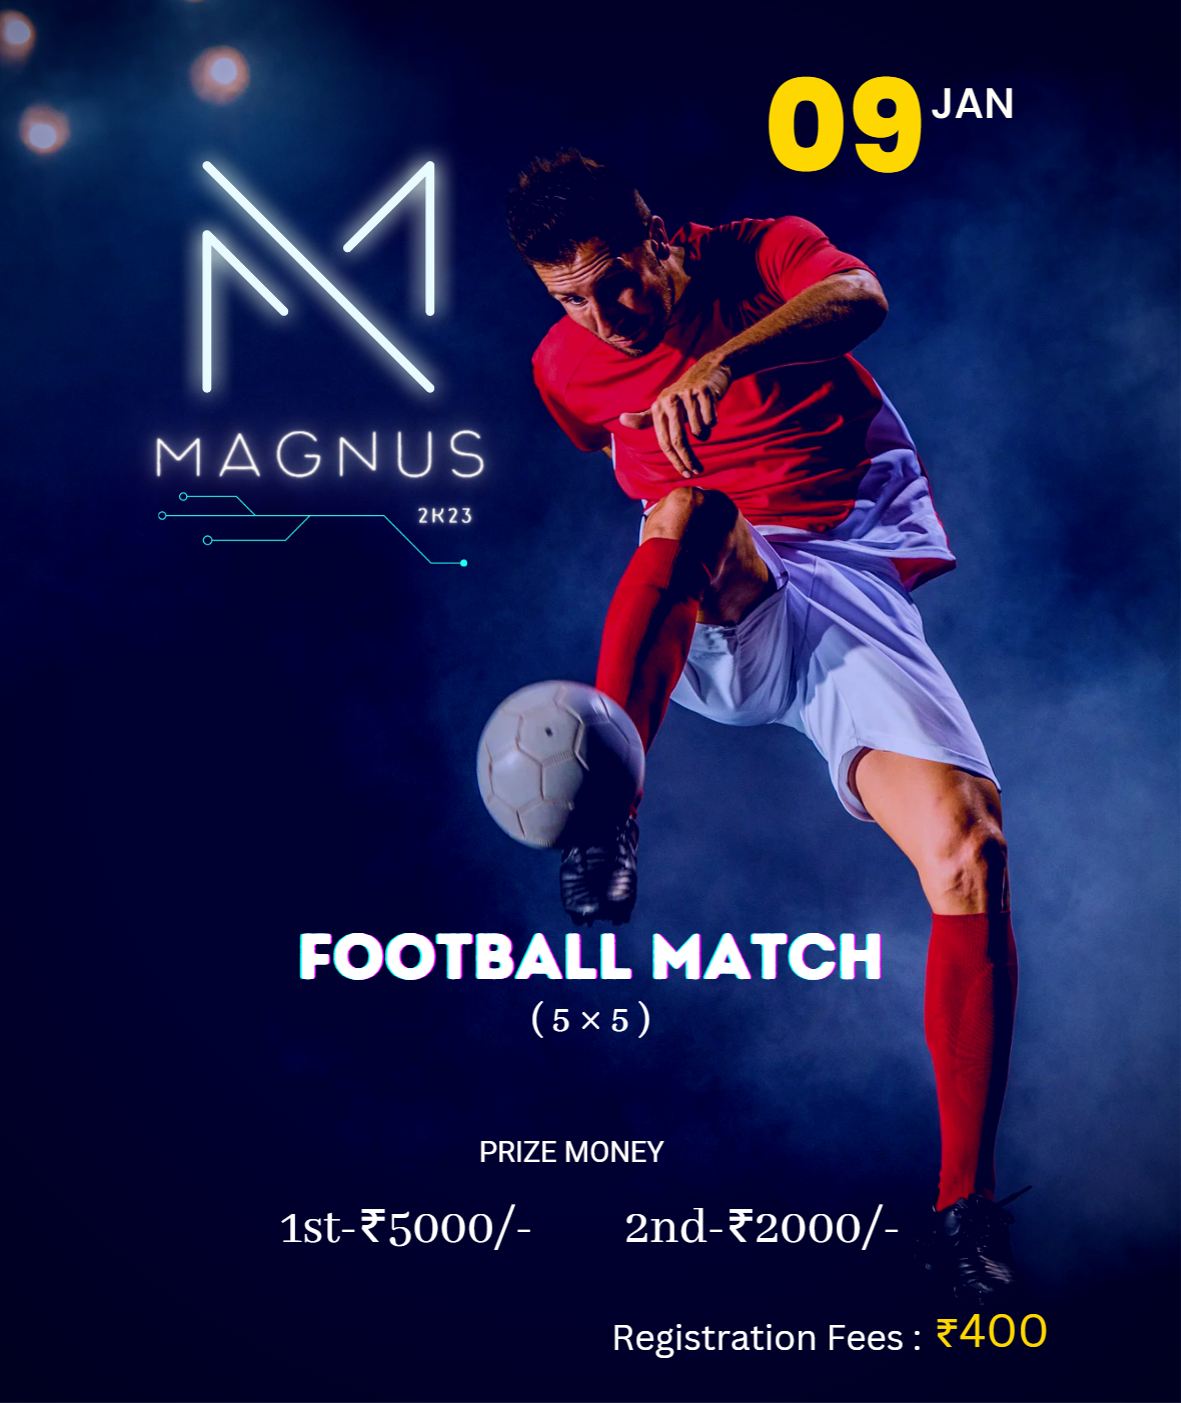 09 JAN
MAGNUS
2K23
FOOTBALL MATCH
( 5 × 5 )
PRIZE MONEY
1st-₹5000/- 2nd-₹2000/-
Registration Fees : ₹400